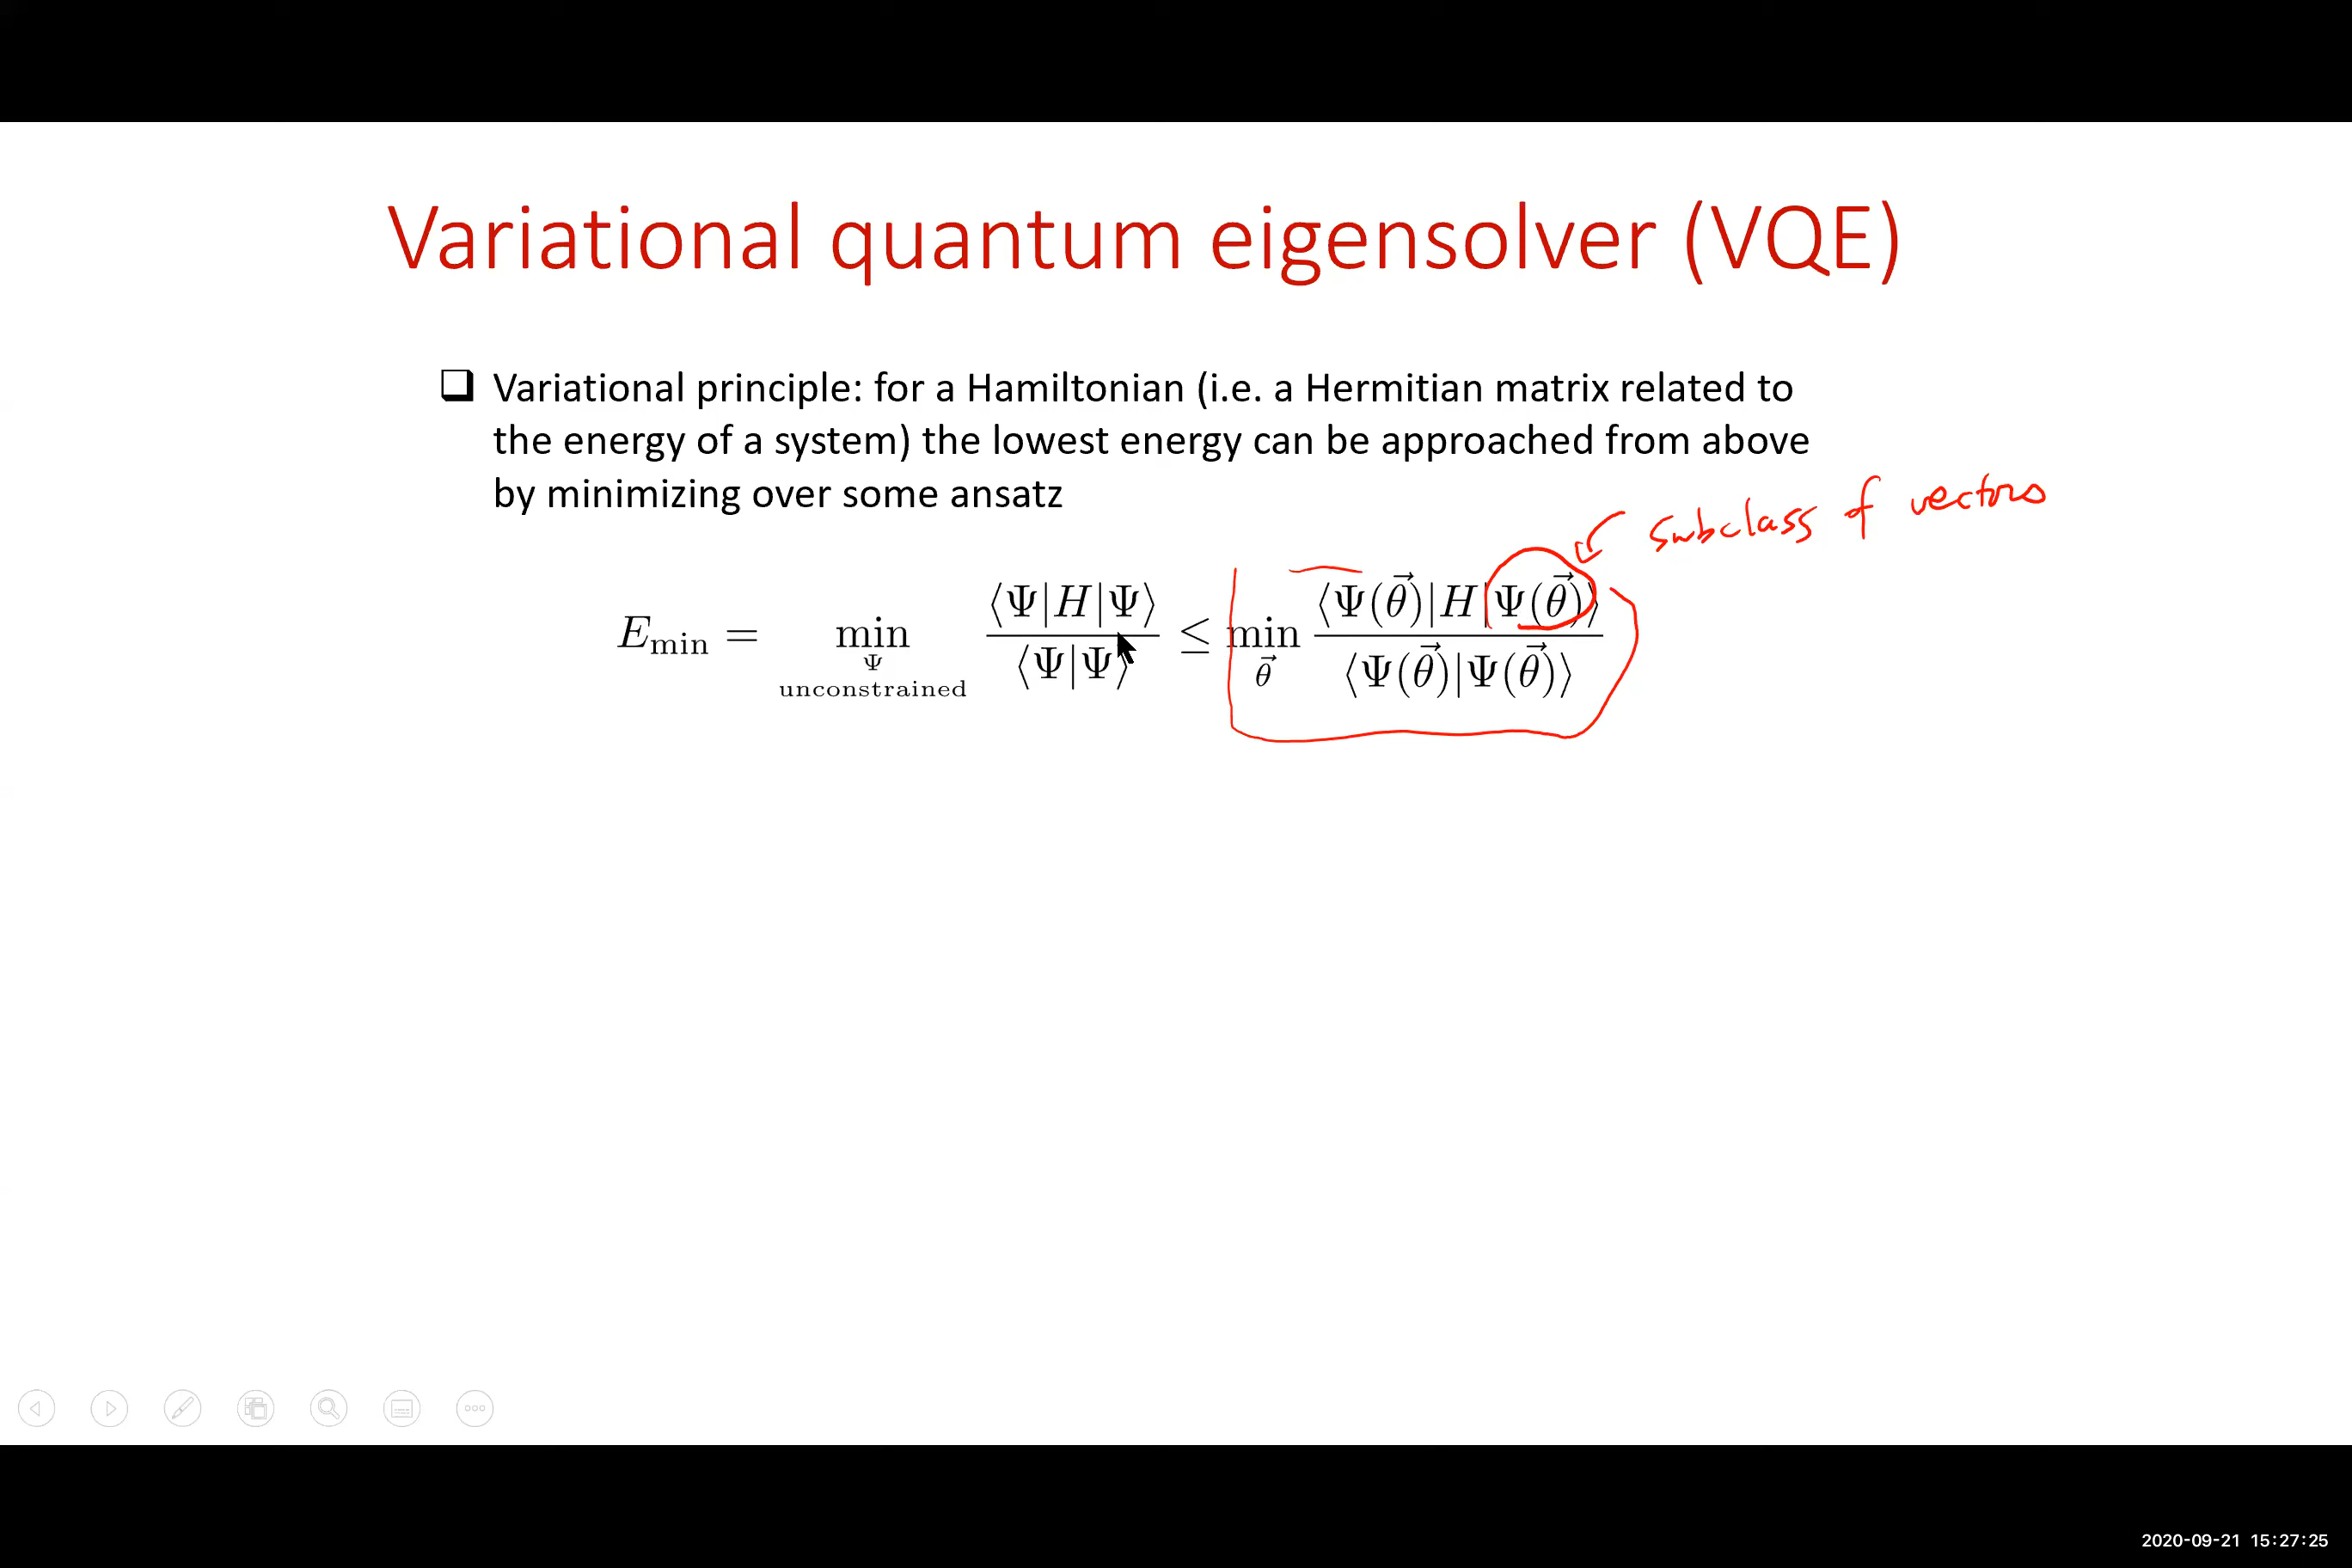 Variational quantum eigensolver (VQE)
Variational principle: for a Hamiltonian (i.e. a Hermitian matrix related to
the energy of a system) the lowest energy can be approached from above
by minimizing over some ansatz
subclass of vectors
E_min = min_{Ψ unconstrained} ⟨Ψ|H|Ψ⟩ / ⟨Ψ|Ψ⟩ ≤ min_{θ⃗} ⟨Ψ(θ⃗)|H|Ψ(θ⃗)⟩ / ⟨Ψ(θ⃗)|Ψ(θ⃗)⟩
2020-09-21 15:27:25